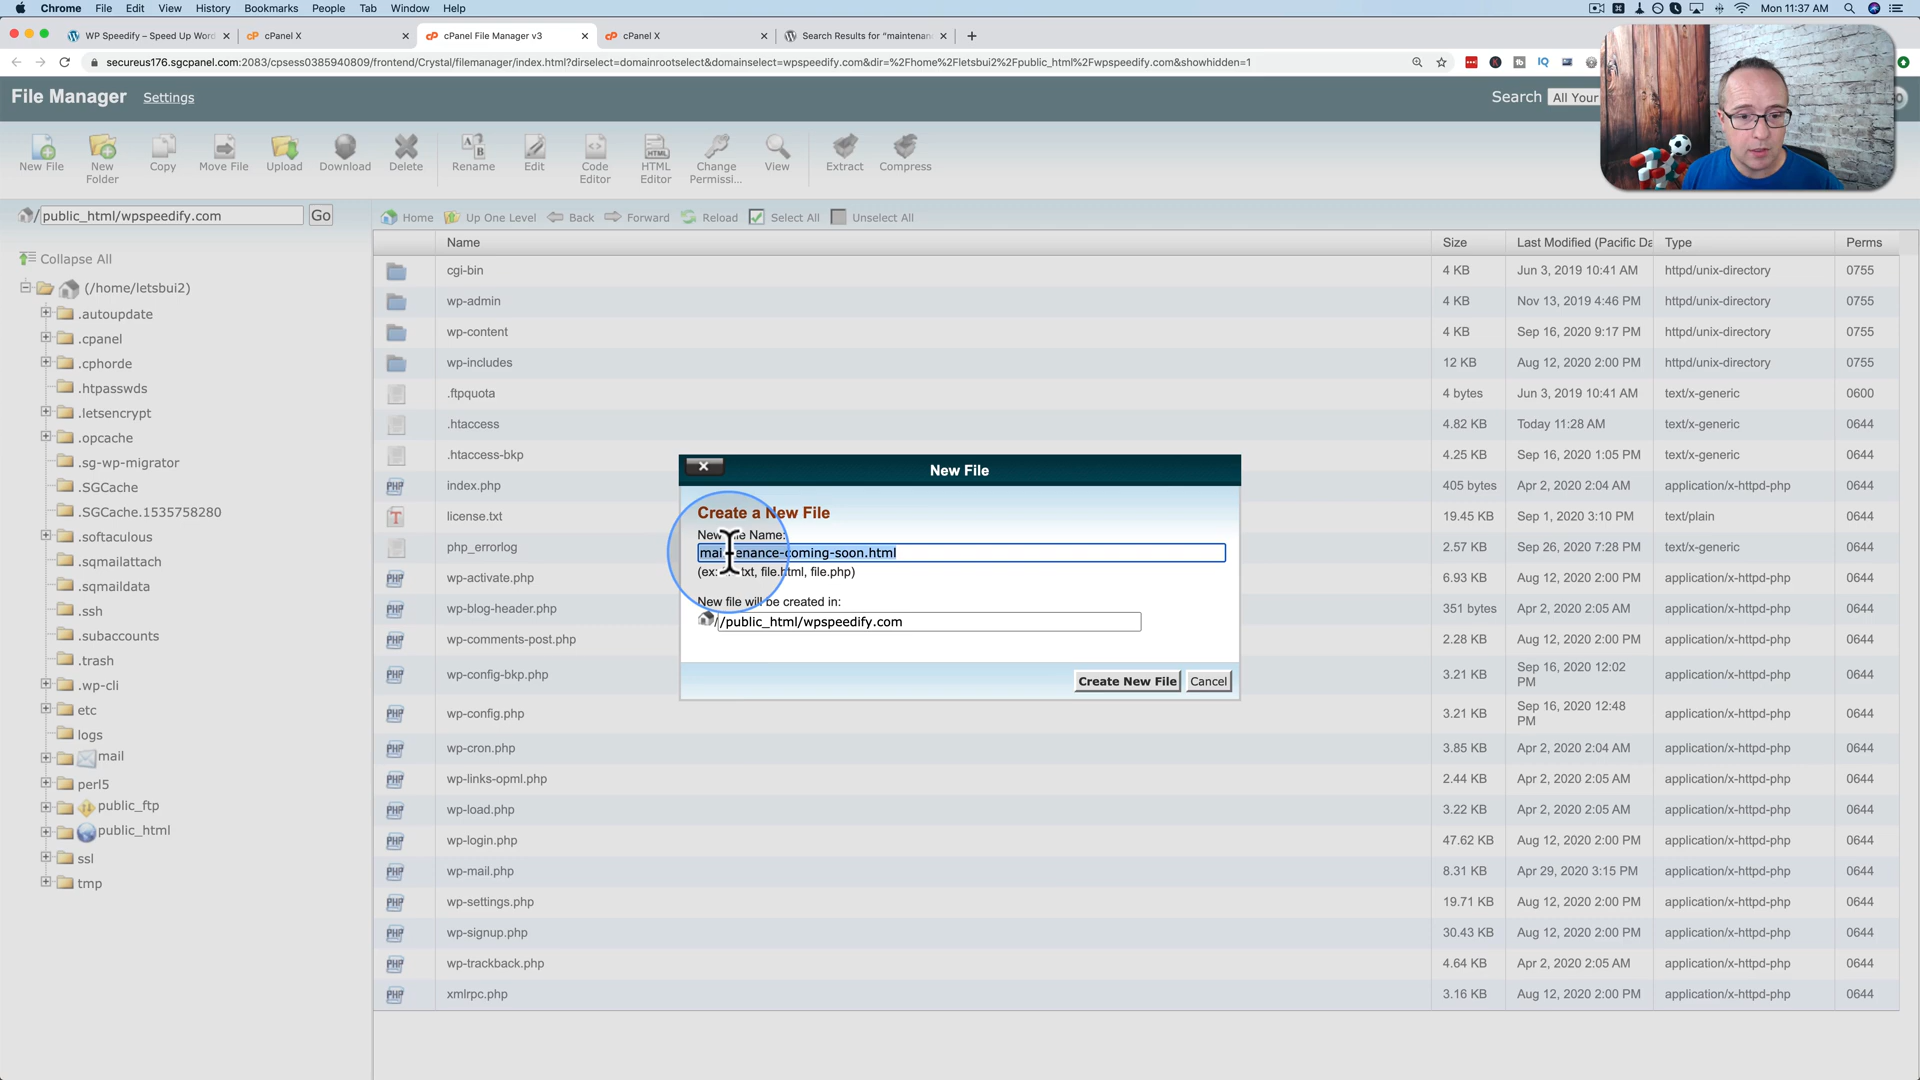 Chrome File Edit View History Bookmarks People Tab Window Help Mon 11:37 AM
WP Speedify – Speed Up Word cPanel X cPanel File Manager v3 cPanel X Search Results for "maintenan
secureus176.sgcpanel.com:2083/cpsess0385940809/frontend/Crystal/filemanager/index.html?dirselect=domainrootselect&domainselect=wpspeedify.com&dir=%2Fhome%2Fletsbui2%2Fpublic_html%2Fwpspeedify.com&showhidden=1
File Manager Settings Search All Your
New File New Folder Copy Move File Upload Download Delete Rename Edit Code Editor HTML Editor Change Permissi... View Extract Compress
/ public_html/wpspeedify.com Go
Home Up One Level Back Forward Reload Select All Unselect All
Collapse All
(/home/letsbui2)
.autoupdate
.cpanel
.cphorde
.htpasswds
.letsencrypt
.opcache
.sg-wp-migrator
.SGCache
.SGCache.1535758280
.softaculous
.sqmailattach
.sqmaildata
.ssh
.subaccounts
.trash
.wp-cli
etc
logs
mail
perl5
public_ftp
public_html
ssl
tmp
Name Size Last Modified (Pacific Da Type Perms
cgi-bin 4 KB Jun 3, 2019 10:41 AM httpd/unix-directory 0755
wp-admin 4 KB Nov 13, 2019 4:46 PM httpd/unix-directory 0755
wp-content 4 KB Sep 16, 2020 9:17 PM httpd/unix-directory 0755
wp-includes 12 KB Aug 12, 2020 2:00 PM httpd/unix-directory 0755
.ftpquota 4 bytes Jun 3, 2019 10:41 AM text/x-generic 0600
.htaccess 4.82 KB Today 11:28 AM text/x-generic 0644
.htaccess-bkp 4.25 KB Sep 16, 2020 1:05 PM text/x-generic 0644
index.php 405 bytes Apr 2, 2020 2:04 AM application/x-httpd-php 0644
license.txt 19.45 KB Sep 1, 2020 3:10 PM text/plain 0644
php_errorlog 2.57 KB Sep 26, 2020 7:28 PM application/x-httpd-php 0644
wp-activate.php 6.93 KB Aug 12, 2020 2:00 PM application/x-httpd-php 0644
wp-blog-header.php 351 bytes Apr 2, 2020 2:05 AM application/x-httpd-php 0644
wp-comments-post.php 2.28 KB Aug 12, 2020 2:00 PM application/x-httpd-php 0644
wp-config-bkp.php 3.21 KB Sep 16, 2020 12:02 PM application/x-httpd-php 0644
wp-config.php 3.21 KB Sep 16, 2020 12:48 PM application/x-httpd-php 0644
wp-cron.php 3.85 KB Apr 2, 2020 2:04 AM application/x-httpd-php 0644
wp-links-opml.php 2.44 KB Apr 2, 2020 2:05 AM application/x-httpd-php 0644
wp-load.php 3.22 KB Apr 2, 2020 2:05 AM application/x-httpd-php 0644
wp-login.php 47.62 KB Aug 12, 2020 2:00 PM application/x-httpd-php 0644
wp-mail.php 8.31 KB Apr 29, 2020 3:15 PM application/x-httpd-php 0644
wp-settings.php 19.71 KB Aug 12, 2020 2:00 PM application/x-httpd-php 0644
wp-signup.php 30.43 KB Aug 12, 2020 2:00 PM application/x-httpd-php 0644
wp-trackback.php 4.64 KB Apr 2, 2020 2:05 AM application/x-httpd-php 0644
xmlrpc.php 3.16 KB Aug 12, 2020 2:00 PM application/x-httpd-php 0644
New File
Create a New File
New File Name:
maintenance-coming-soon.html
(ex: txt, file.html, file.php)
New file will be created in:
//public_html/wpspeedify.com
Create New File Cancel